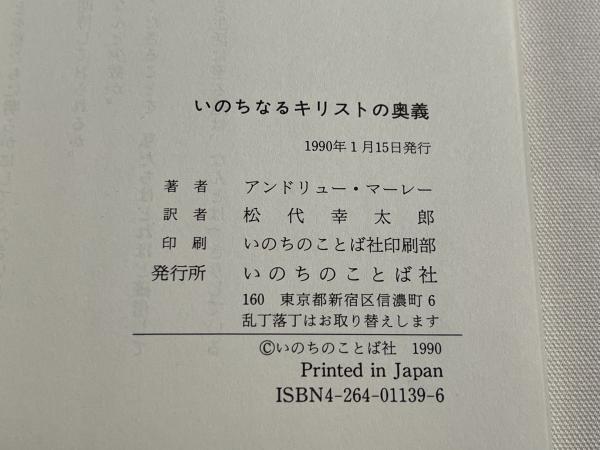 いのちなるキリストの奥義
1990年1月15日発行
著者 アンドリュー・マーレー
訳者 松代幸太郎
印刷 いのちのことば社印刷部
発行所 いのちのことば社
160 東京都新宿区信濃町6
乱丁落丁はお取り替えします
©いのちのことば社 1990
Printed in Japan
ISBN4-264-01139-6